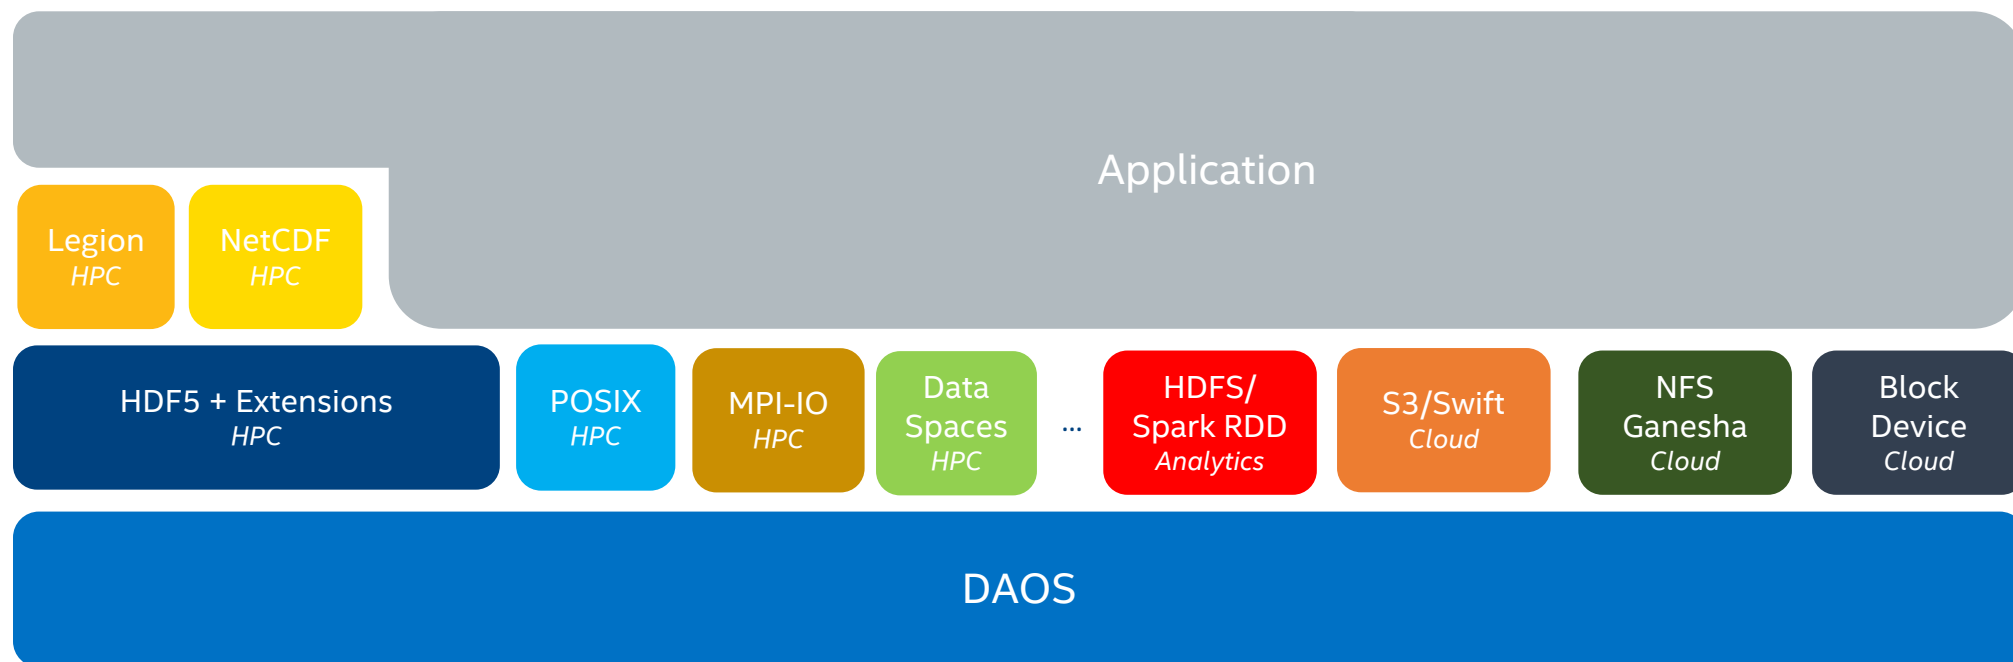 Application
Legion
HPC
NetCDF
HPC
HDF5 + Extensions
HPC
POSIX
HPC
MPI-IO
HPC
Data
Spaces
HPC
...
HDFS/
Spark RDD
Analytics
S3/Swift
Cloud
NFS
Ganesha
Cloud
Block
Device
Cloud
DAOS